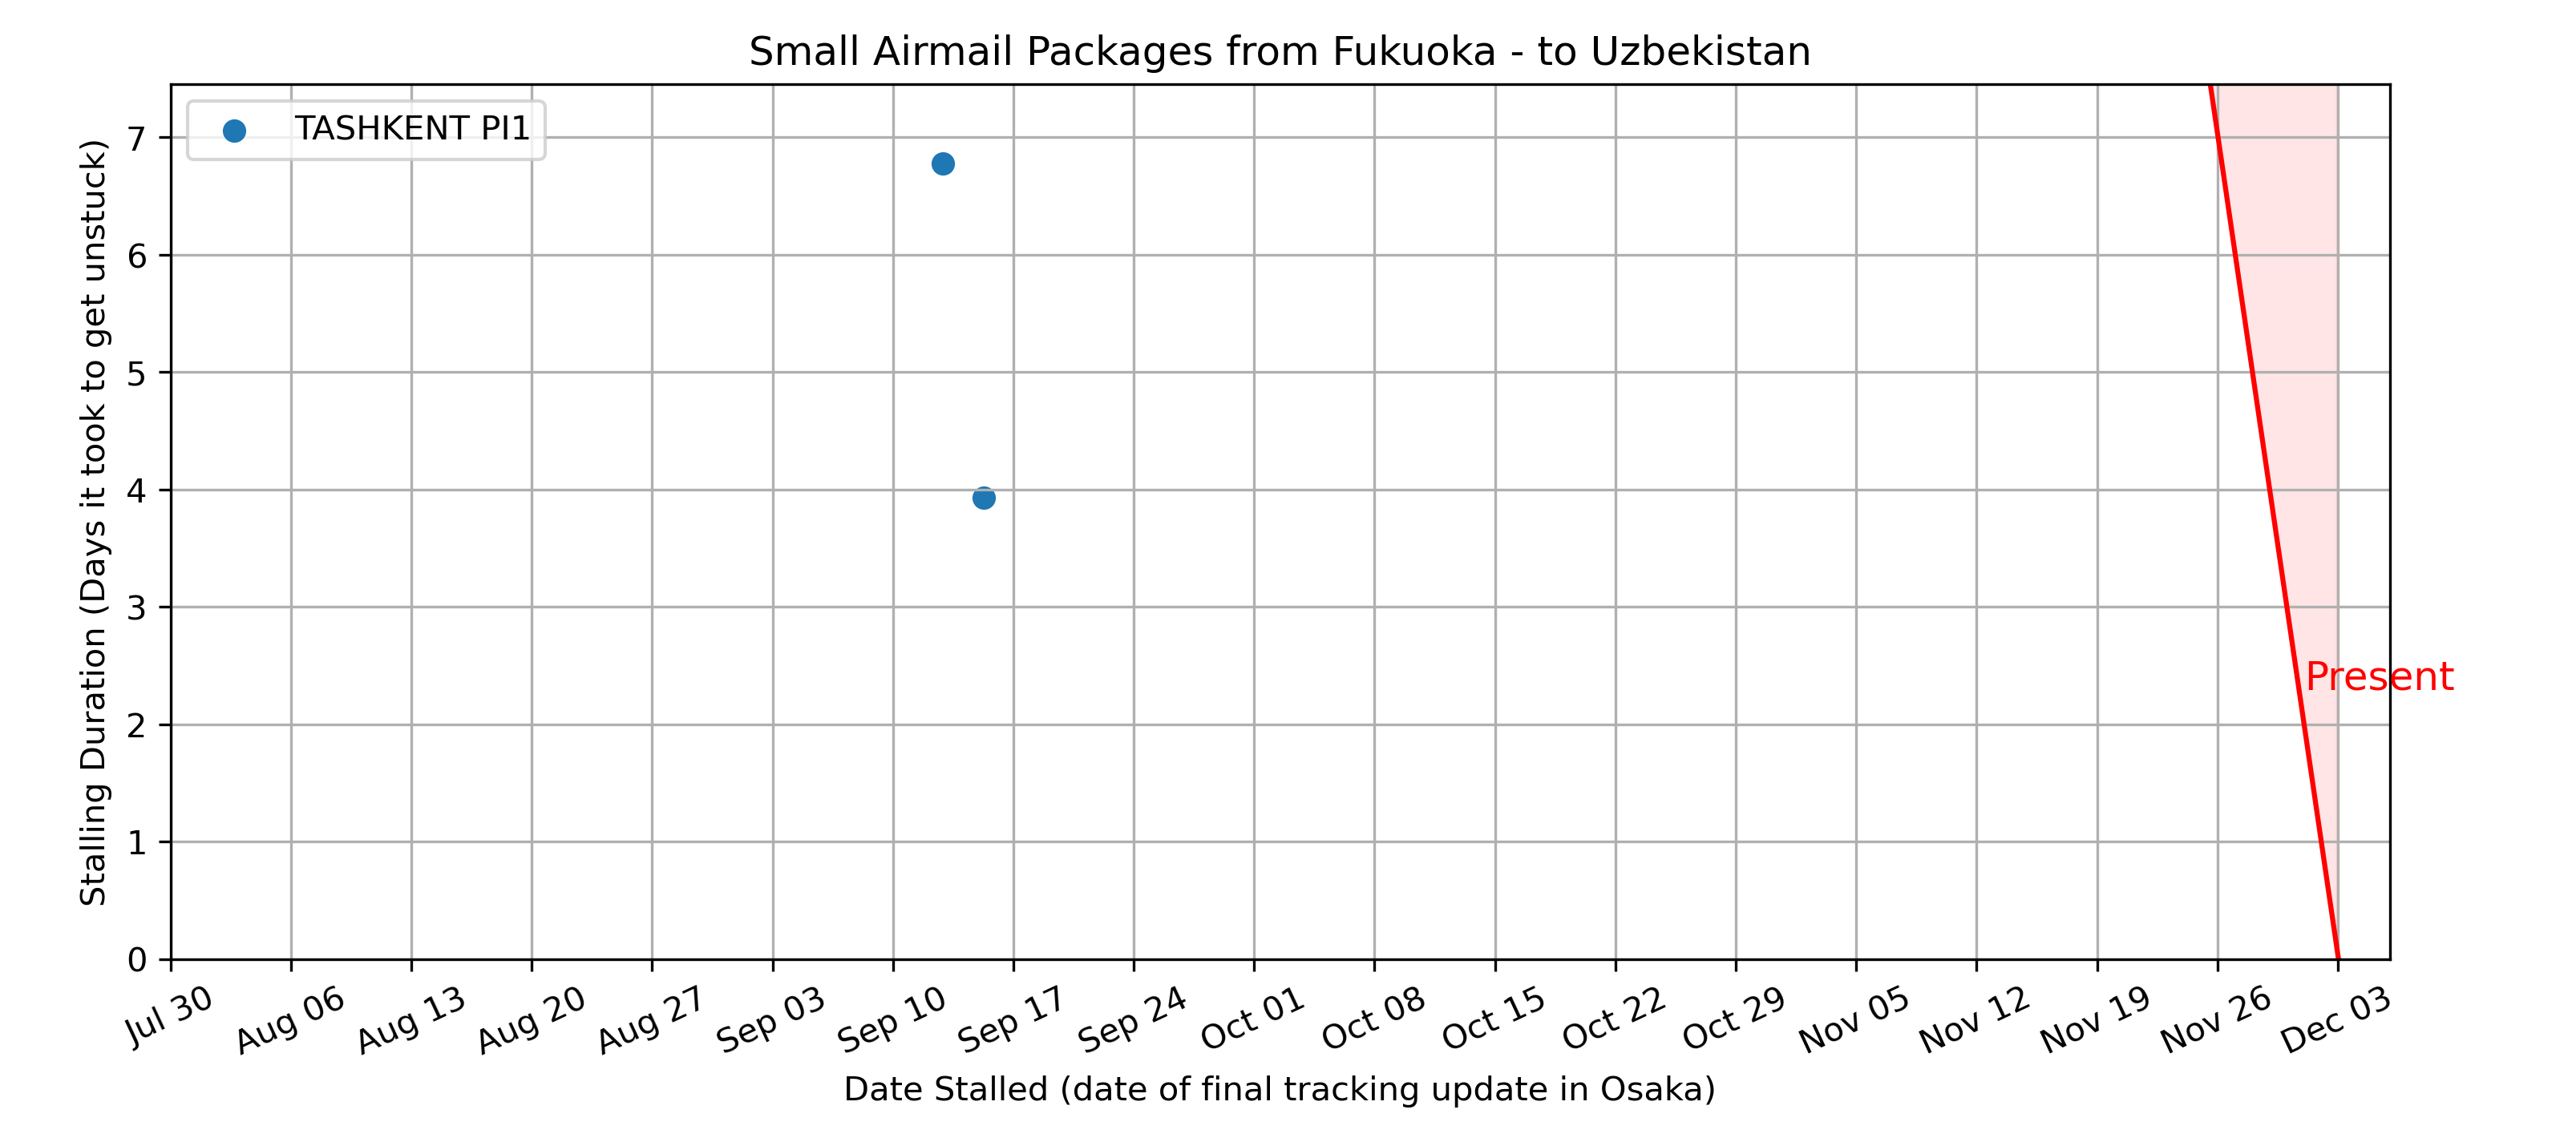 Small Airmail Packages from Fukuoka - to Uzbekistan
TASHKENT PI1
Stalling Duration (Days it took to get unstuck)
7
6
5
4
3
2
1
0
Present
Jul 30
Aug 06
Aug 13
Aug 20
Aug 27
Sep 03
Sep 10
Sep 17
Sep 24
Oct 01
Oct 08
Oct 15
Oct 22
Oct 29
Nov 05
Nov 12
Nov 19
Nov 26
Dec 03
Date Stalled (date of final tracking update in Osaka)